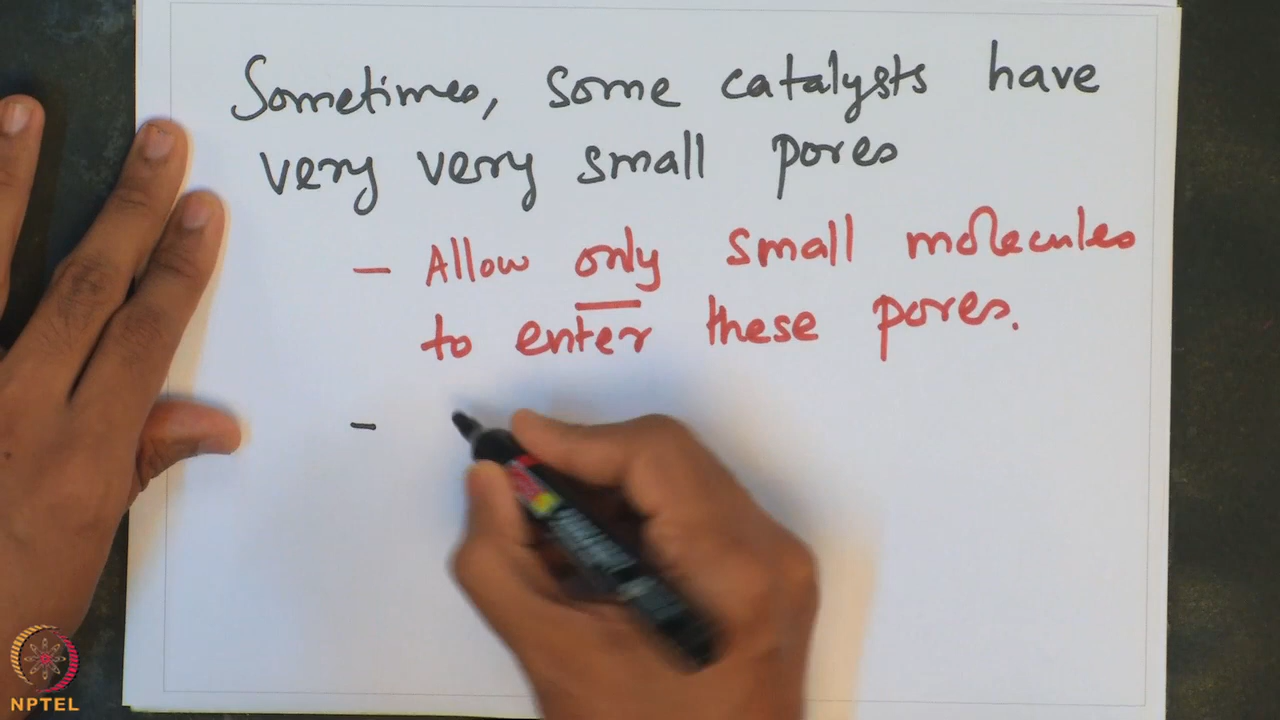 Sometimes, some catalysts have
very very small pores
- Allow only small molecules
to enter these pores.
-
NPTEL